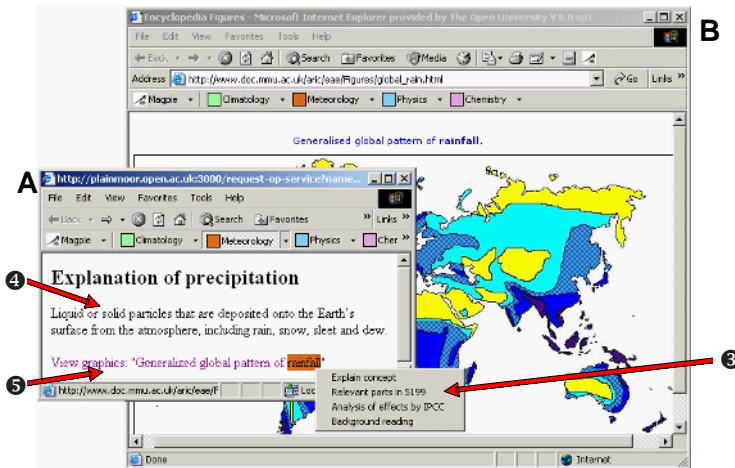 Encyclopedia Figures - Microsoft Internet Explorer provided by The Open University V 6.0 sp1
B
File Edit View Favorites Tools Help
Back Search Favorites Media
Address http://www.doc.mmu.ac.uk/aric/eae/Figures/global_rain.html Go Links »
Magpie Climatology Meteorology Physics Chemistry
Generalised global pattern of rainfall.
A
http://plainmoor.open.ac.uk:3000/request-op-service?name...
File Edit View Favorites Tools Help
Back Search Favorites » Links »
Magpie Climatology Meteorology Physics Cher »
Explanation of precipitation
❹
Liquid or solid particles that are deposited onto the Earth's
surface from the atmosphere, including rain, snow, sleet and dew.
View graphics: "Generalized global pattern of rainfall"
❺
❸
Explain concept
Relevant parts in S199
Analysis of effects by IPCC
Background reading
http://www.doc.mmu.ac.uk/aric/eae/F Loc
Done Internet